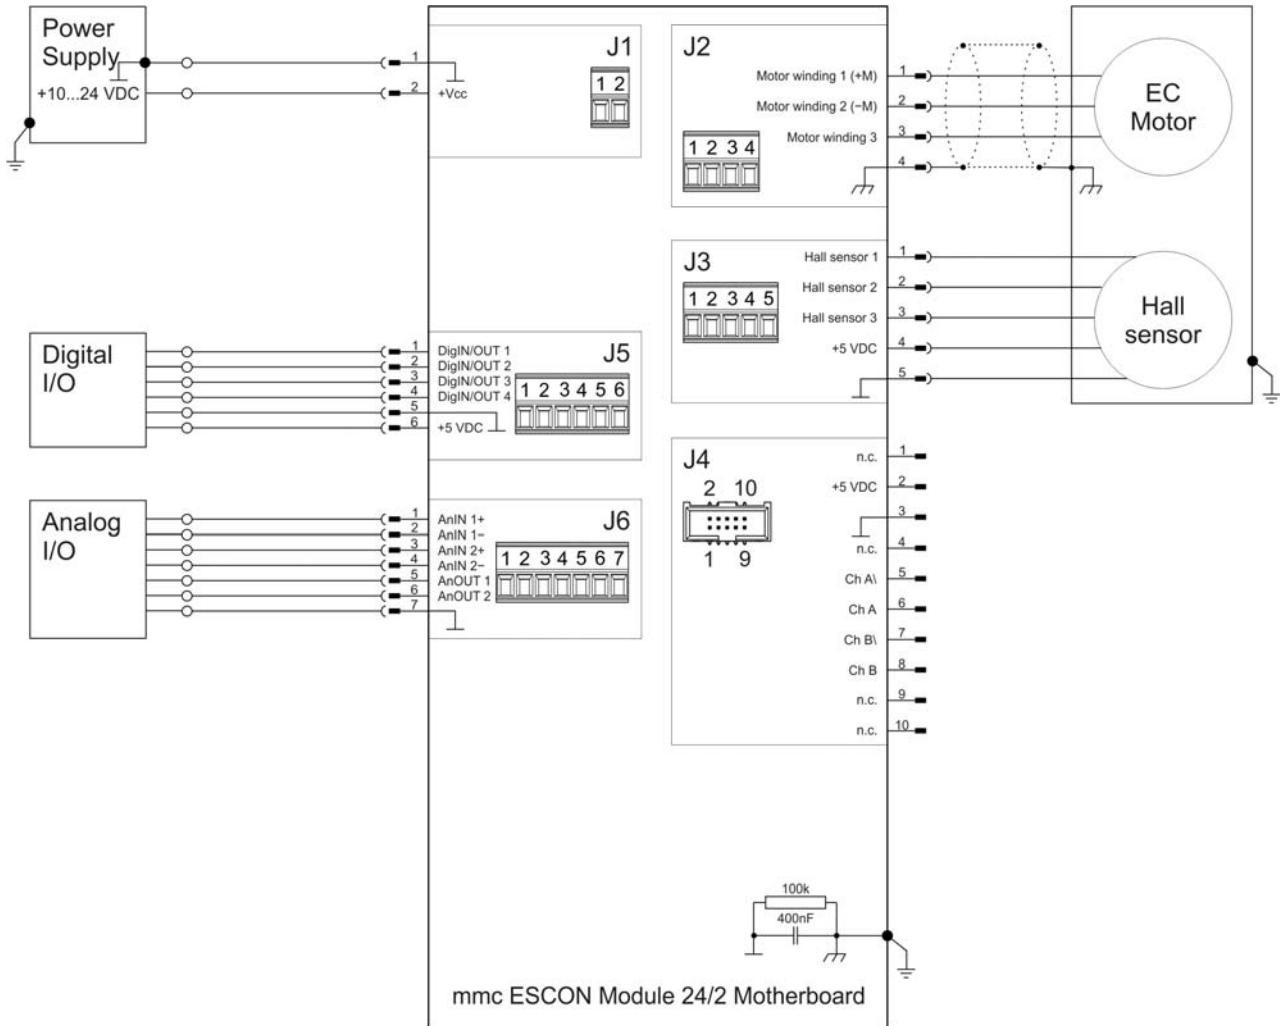 Power
Supply
+10...24 VDC
1
2
+Vcc
J1
1 2
J2
Motor winding 1 (+M)
Motor winding 2 (−M)
Motor winding 3
1 2 3 4
1
2
3
4
EC
Motor
J3
Hall sensor 1
Hall sensor 2
Hall sensor 3
+5 VDC
1 2 3 4 5
1
2
3
4
5
Hall
sensor
Digital
I/O
1
2
3
4
5
6
DigIN/OUT 1
DigIN/OUT 2
DigIN/OUT 3
DigIN/OUT 4
+5 VDC
J5
1 2 3 4 5 6
J4
2 10
1 9
n.c.
+5 VDC
n.c.
Ch A\
Ch A
Ch B\
Ch B
n.c.
n.c.
1
2
3
4
5
6
7
8
9
10
Analog
I/O
1
2
3
4
5
6
7
AnIN 1+
AnIN 1−
AnIN 2+
AnIN 2−
AnOUT 1
AnOUT 2
J6
1 2 3 4 5 6 7
100k
400nF
mmc ESCON Module 24/2 Motherboard